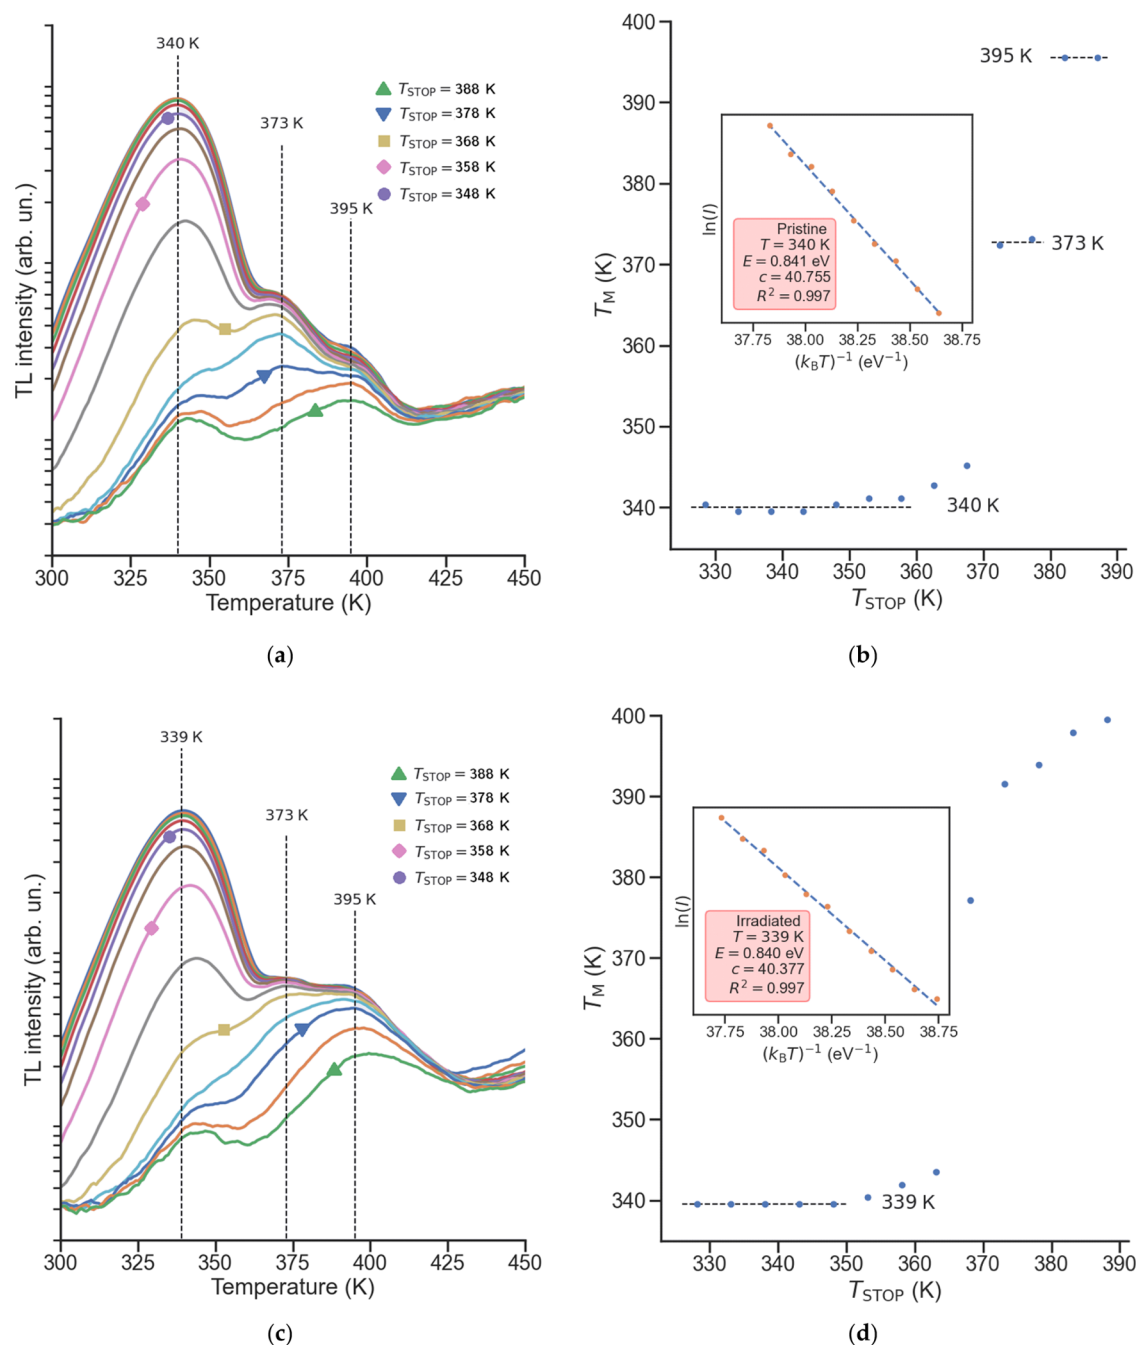 340 K
373 K
395 K
T_STOP = 388 K
T_STOP = 378 K
T_STOP = 368 K
T_STOP = 358 K
T_STOP = 348 K
TL intensity (arb. un.)
300 325 350 375 400 425 450
Temperature (K)
(a)
400
390
380
370
360
350
340
T_M (K)
395 K
373 K
340 K
ln(I)
Pristine
T = 340 K
E = 0.841 eV
c = 40.755
R² = 0.997
37.75 38.00 38.25 38.50 38.75
(k_BT)⁻¹ (eV⁻¹)
330 340 350 360 370 380 390
T_STOP (K)
(b)
339 K
373 K
395 K
T_STOP = 388 K
T_STOP = 378 K
T_STOP = 368 K
T_STOP = 358 K
T_STOP = 348 K
TL intensity (arb. un.)
300 325 350 375 400 425 450
Temperature (K)
(c)
400
390
380
370
360
350
340
T_M (K)
339 K
ln(I)
Irradiated
T = 339 K
E = 0.840 eV
c = 40.377
R² = 0.997
37.75 38.00 38.25 38.50 38.75
(k_BT)⁻¹ (eV⁻¹)
330 340 350 360 370 380 390
T_STOP (K)
(d)